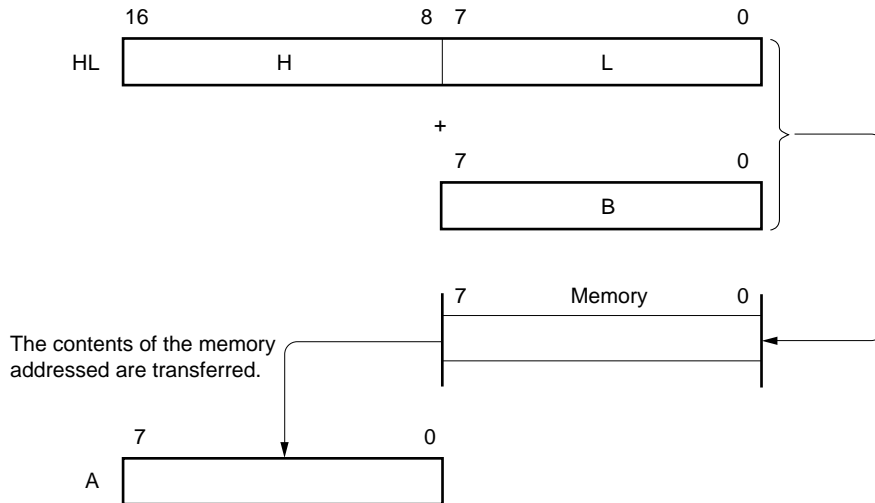 16 8 7 0
HL H L
+
7 0
B
7 Memory 0
The contents of the memory
addressed are transferred.
7 0
A